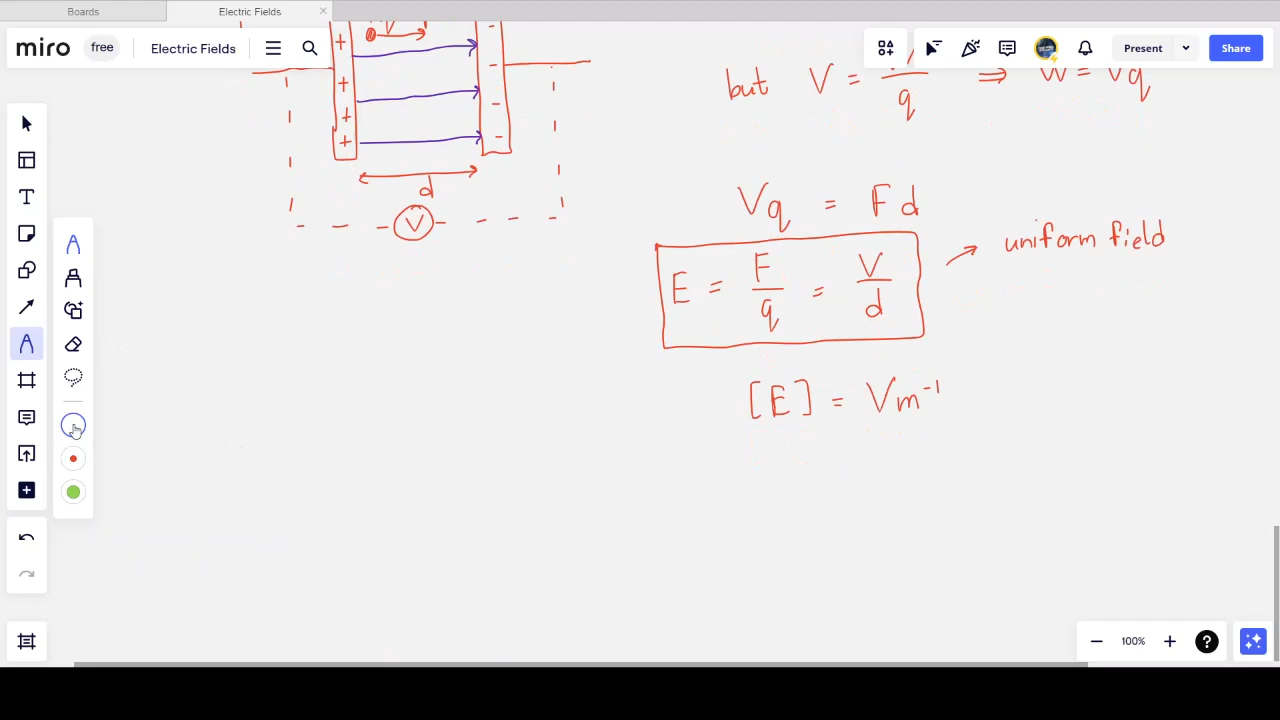 Boards
Electric Fields
miro free Electric Fields
Present
Share
+ -
+ -
+ -
+ -
d
V
but V = / q ⇒ W = Vq
Vq = Fd
E = F/q = V/d
uniform field
[E] = Vm⁻¹
100%